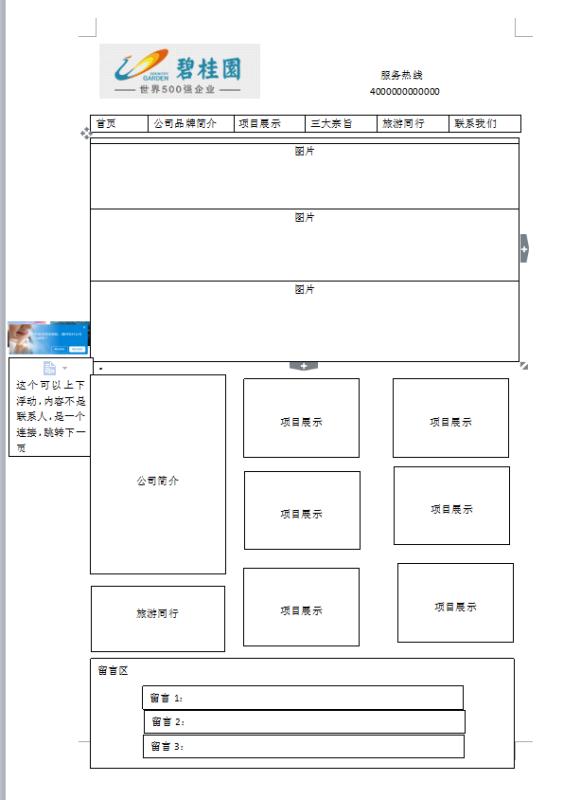 碧桂園
COUNTRY GARDEN
世界500强企业
服务热线
4000000000000
首页 公司品牌简介 项目展示 三大宗旨 旅游同行 联系我们
图片
图片
图片
这个可以上下
浮动,内容不是
联系人,是一个
连接,跳转下一
页
公司简介
项目展示 项目展示
项目展示 项目展示
旅游同行
项目展示 项目展示
留言区
留言 1:
留言 2:
留言 3: